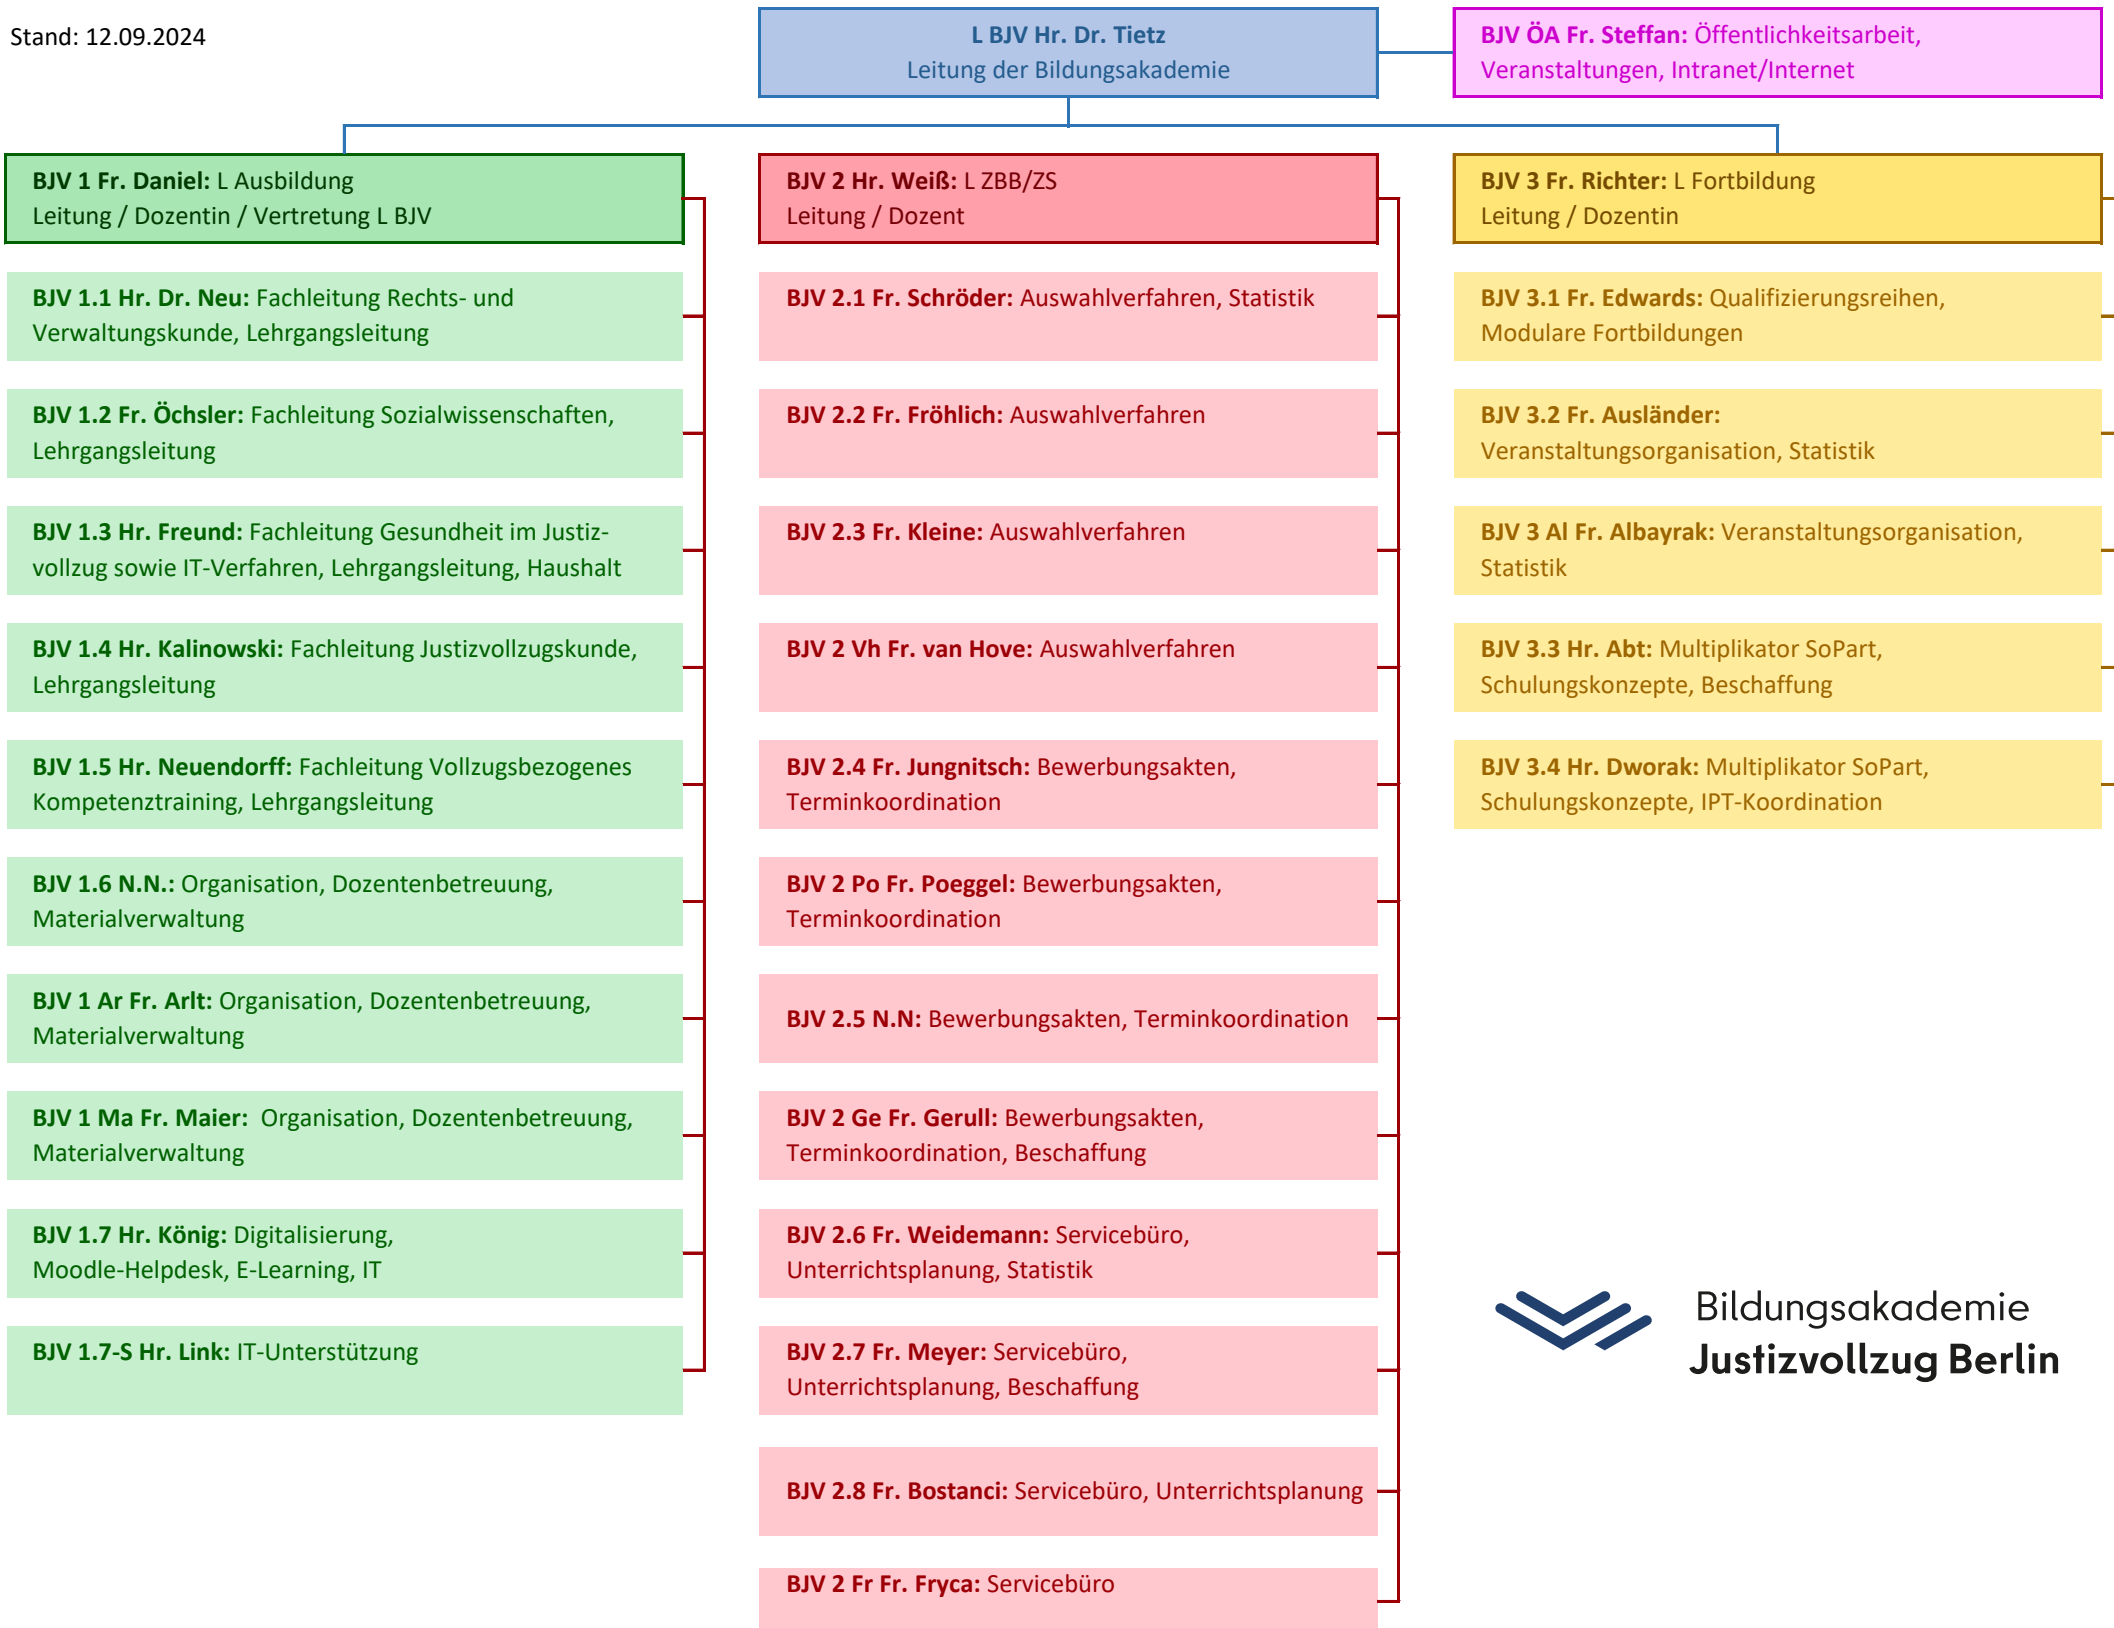 Stand: 12.09.2024
L BJV Hr. Dr. Tietz
Leitung der Bildungsakademie
BJV ÖA Fr. Steffan: Öffentlichkeitsarbeit,
Veranstaltungen, Intranet/Internet
BJV 1 Fr. Daniel: L Ausbildung
Leitung / Dozentin / Vertretung L BJV
BJV 1.1 Hr. Dr. Neu: Fachleitung Rechts- und
Verwaltungskunde, Lehrgangsleitung
BJV 1.2 Fr. Öchsler: Fachleitung Sozialwissenschaften,
Lehrgangsleitung
BJV 1.3 Hr. Freund: Fachleitung Gesundheit im Justiz-
vollzug sowie IT-Verfahren, Lehrgangsleitung, Haushalt
BJV 1.4 Hr. Kalinowski: Fachleitung Justizvollzugskunde,
Lehrgangsleitung
BJV 1.5 Hr. Neuendorff: Fachleitung Vollzugsbezogenes
Kompetenztraining, Lehrgangsleitung
BJV 1.6 N.N.: Organisation, Dozentenbetreuung,
Materialverwaltung
BJV 1 Ar Fr. Arlt: Organisation, Dozentenbetreuung,
Materialverwaltung
BJV 1 Ma Fr. Maier: Organisation, Dozentenbetreuung,
Materialverwaltung
BJV 1.7 Hr. König: Digitalisierung,
Moodle-Helpdesk, E-Learning, IT
BJV 1.7-S Hr. Link: IT-Unterstützung
BJV 2 Hr. Weiß: L ZBB/ZS
Leitung / Dozent
BJV 2.1 Fr. Schröder: Auswahlverfahren, Statistik
BJV 2.2 Fr. Fröhlich: Auswahlverfahren
BJV 2.3 Fr. Kleine: Auswahlverfahren
BJV 2 Vh Fr. van Hove: Auswahlverfahren
BJV 2.4 Fr. Jungnitsch: Bewerbungsakten,
Terminkoordination
BJV 2 Po Fr. Poeggel: Bewerbungsakten,
Terminkoordination
BJV 2.5 N.N: Bewerbungsakten, Terminkoordination
BJV 2 Ge Fr. Gerull: Bewerbungsakten,
Terminkoordination, Beschaffung
BJV 2.6 Fr. Weidemann: Servicebüro,
Unterrichtsplanung, Statistik
BJV 2.7 Fr. Meyer: Servicebüro,
Unterrichtsplanung, Beschaffung
BJV 2.8 Fr. Bostanci: Servicebüro, Unterrichtsplanung
BJV 2 Fr Fr. Fryca: Servicebüro
BJV 3 Fr. Richter: L Fortbildung
Leitung / Dozentin
BJV 3.1 Fr. Edwards: Qualifizierungsreihen,
Modulare Fortbildungen
BJV 3.2 Fr. Ausländer:
Veranstaltungsorganisation, Statistik
BJV 3 Al Fr. Albayrak: Veranstaltungsorganisation,
Statistik
BJV 3.3 Hr. Abt: Multiplikator SoPart,
Schulungskonzepte, Beschaffung
BJV 3.4 Hr. Dworak: Multiplikator SoPart,
Schulungskonzepte, IPT-Koordination
Bildungsakademie
Justizvollzug Berlin